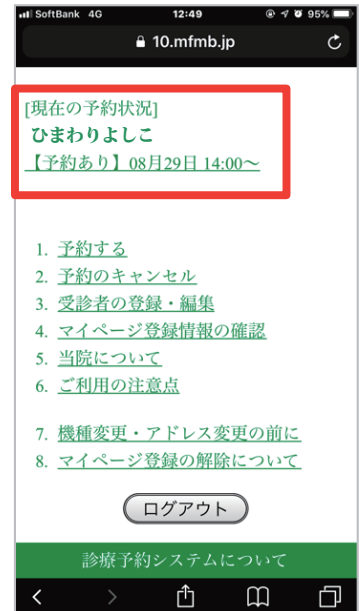 SoftBank 4G 12:49 95%
10.mfmb.jp
[現在の予約状況]
ひまわりよしこ
【予約あり】08月29日 14:00～
1. 予約する
2. 予約のキャンセル
3. 受診者の登録・編集
4. マイページ登録情報の確認
5. 当院について
6. ご利用の注意点
7. 機種変更・アドレス変更の前に
8. マイページ登録の解除について
ログアウト
診療予約システムについて